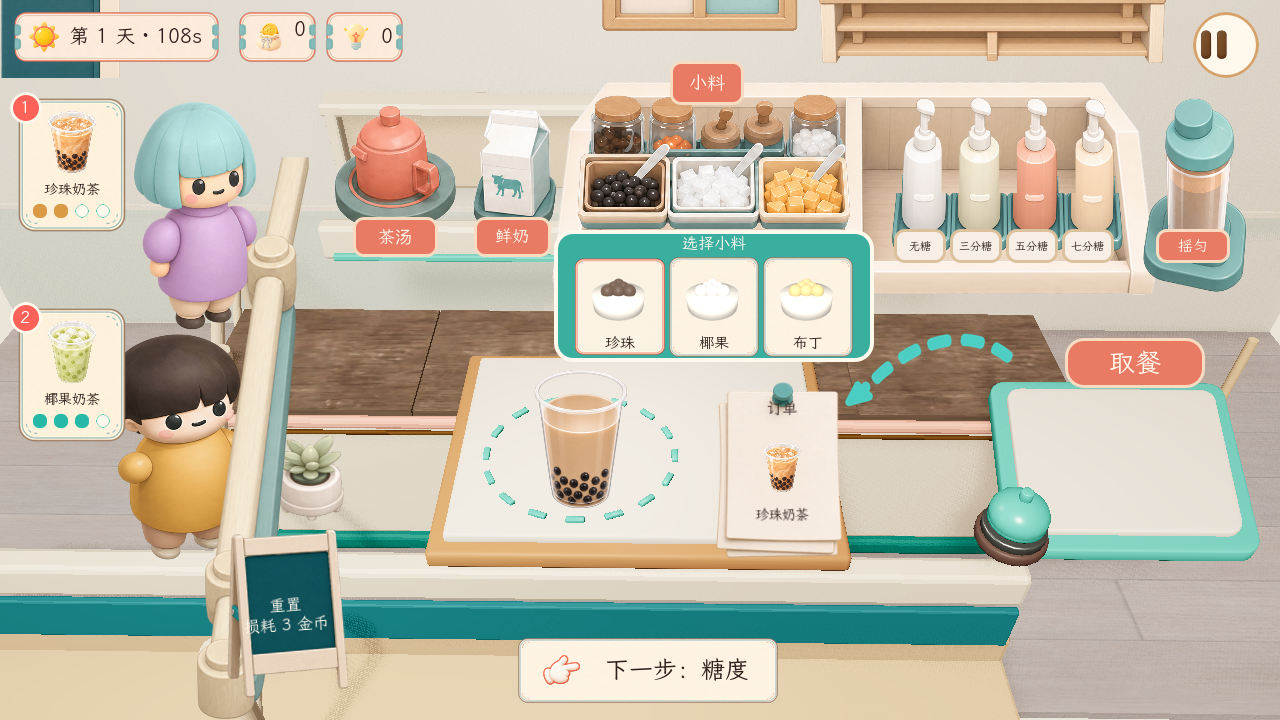 第 1 天·108s
0
0
1
珍珠奶茶
2
椰果奶茶
小料
茶汤
鲜奶
选择小料
珍珠
椰果
布丁
无糖
三分糖
五分糖
七分糖
摇匀
取餐
订单
珍珠奶茶
重置
损耗 3 金币
下一步：糖度